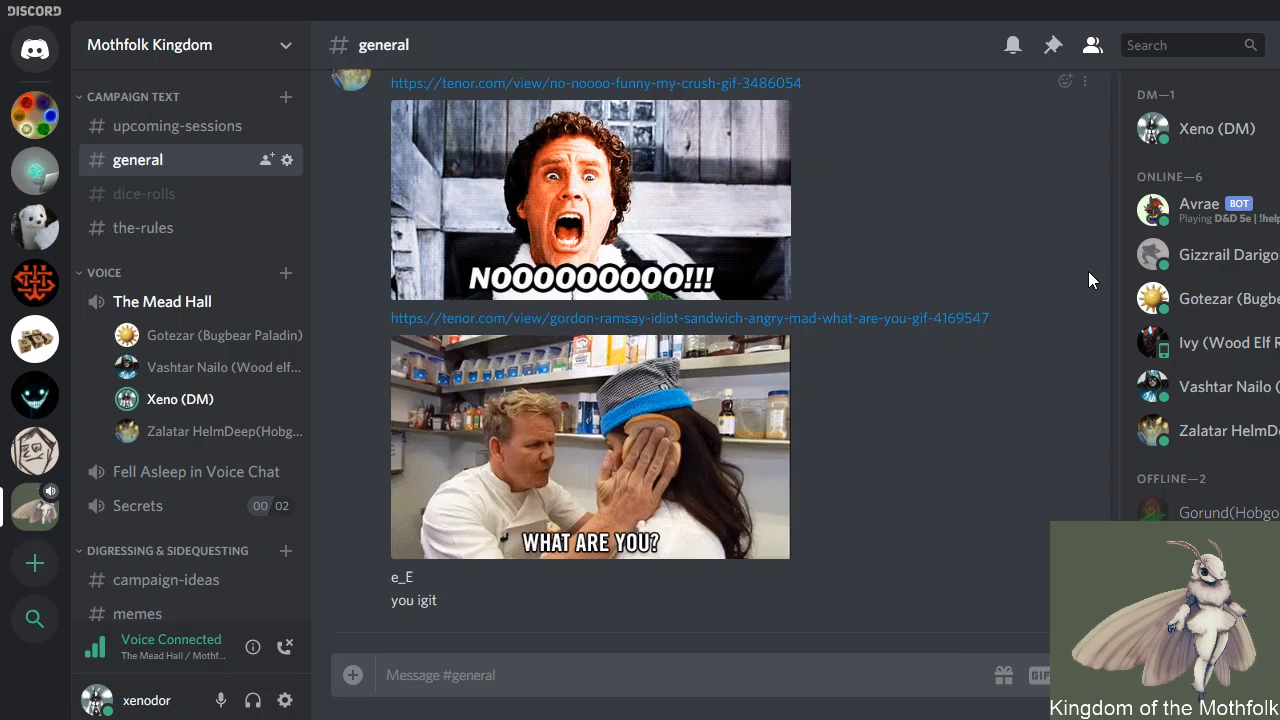 DISCORD
Mothfolk Kingdom
CAMPAIGN TEXT
# upcoming-sessions
# general
# dice-rolls
# the-rules
VOICE
The Mead Hall
Gotezar (Bugbear Paladin)
Vashtar Nailo (Wood elf...
Xeno (DM)
Zalatar HelmDeep(Hobg...
Fell Asleep in Voice Chat
Secrets
00 02
DIGRESSING & SIDEQUESTING
# campaign-ideas
# memes
Voice Connected
The Mead Hall / Mothf...
xenodor
# general
Search
https://tenor.com/view/no-noooo-funny-my-crush-gif-3486054
NOOOOOOOOO!!!
https://tenor.com/view/gordon-ramsay-idiot-sandwich-angry-mad-what-are-you-gif-4169547
WHAT ARE YOU?
e_E
you igit
Message #general
GIF
DM—1
Xeno (DM)
ONLINE—6
Avrae BOT
Playing D&D 5e | !help
Gizzrail Darigo
Gotezar (Bugbe
Ivy (Wood Elf R
Vashtar Nailo (
Zalatar HelmDe
OFFLINE—2
Gorund(Hobgo
Kingdom of the Mothfolk